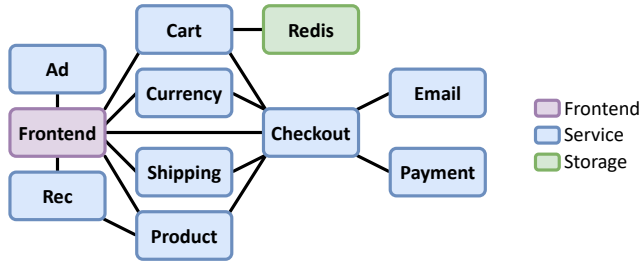 Cart
Redis
Ad
Currency
Email
Frontend
Checkout
Frontend
Service
Storage
Shipping
Payment
Rec
Product